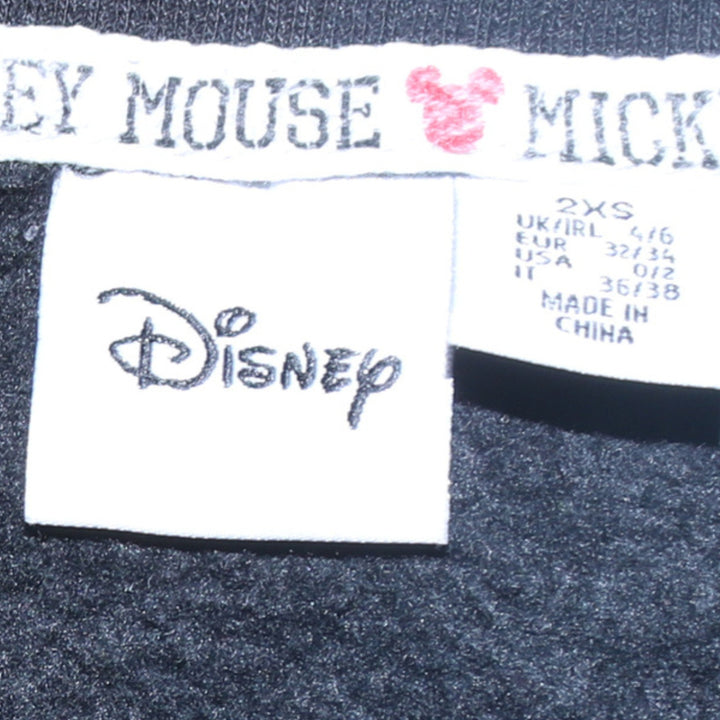 EY MOUSE MICK
DISNEY
2XS
UK/IRL 4/6
EUR 32/34
USA 0/2
IT 36/38
MADE IN
CHINA